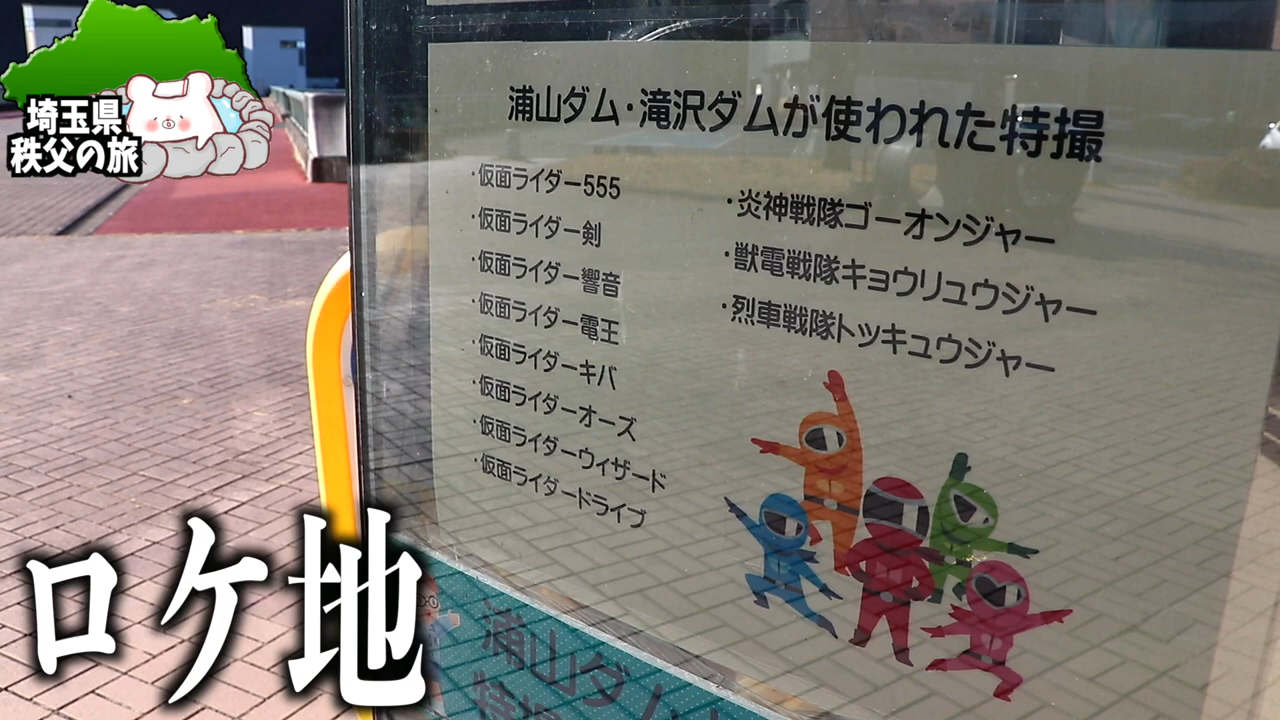 埼玉県
秩父の旅
浦山ダム・滝沢ダムが使われた特撮
・仮面ライダー555
・仮面ライダー剣
・仮面ライダー響音
・仮面ライダー電王
・仮面ライダーキバ
・仮面ライダーオーズ
・仮面ライダーウィザード
・仮面ライダードライブ
・炎神戦隊ゴーオンジャー
・獣電戦隊キョウリュウジャー
・烈車戦隊トッキュウジャー
浦山ダム
特撮
ロケ地